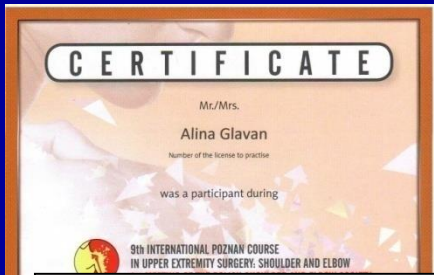 CERTIFICATE
Mr./Mrs.
Alina Glavan
Number of the license to practise
was a participant during
9th INTERNATIONAL POZNAN COURSE
IN UPPER EXTREMITY SURGERY: SHOULDER AND ELBOW